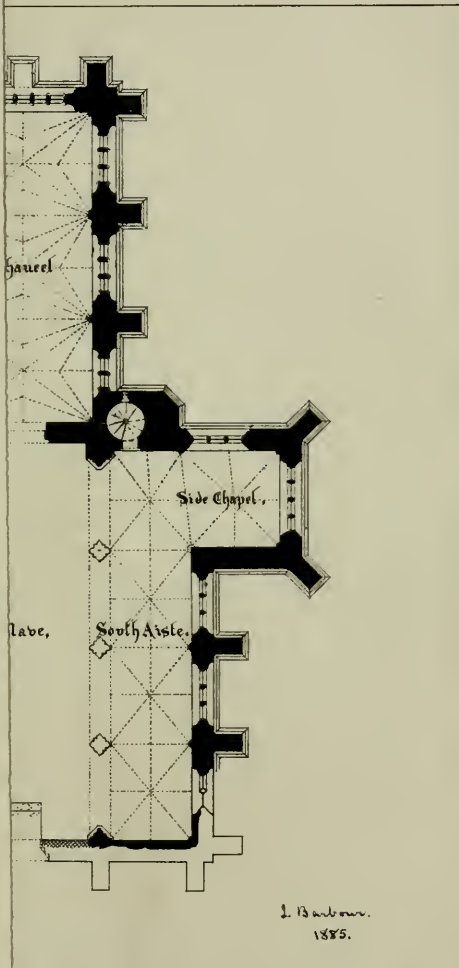 hancel
Side Chapel,
Nave,
South Aisle.
L. Barbour.
1885.